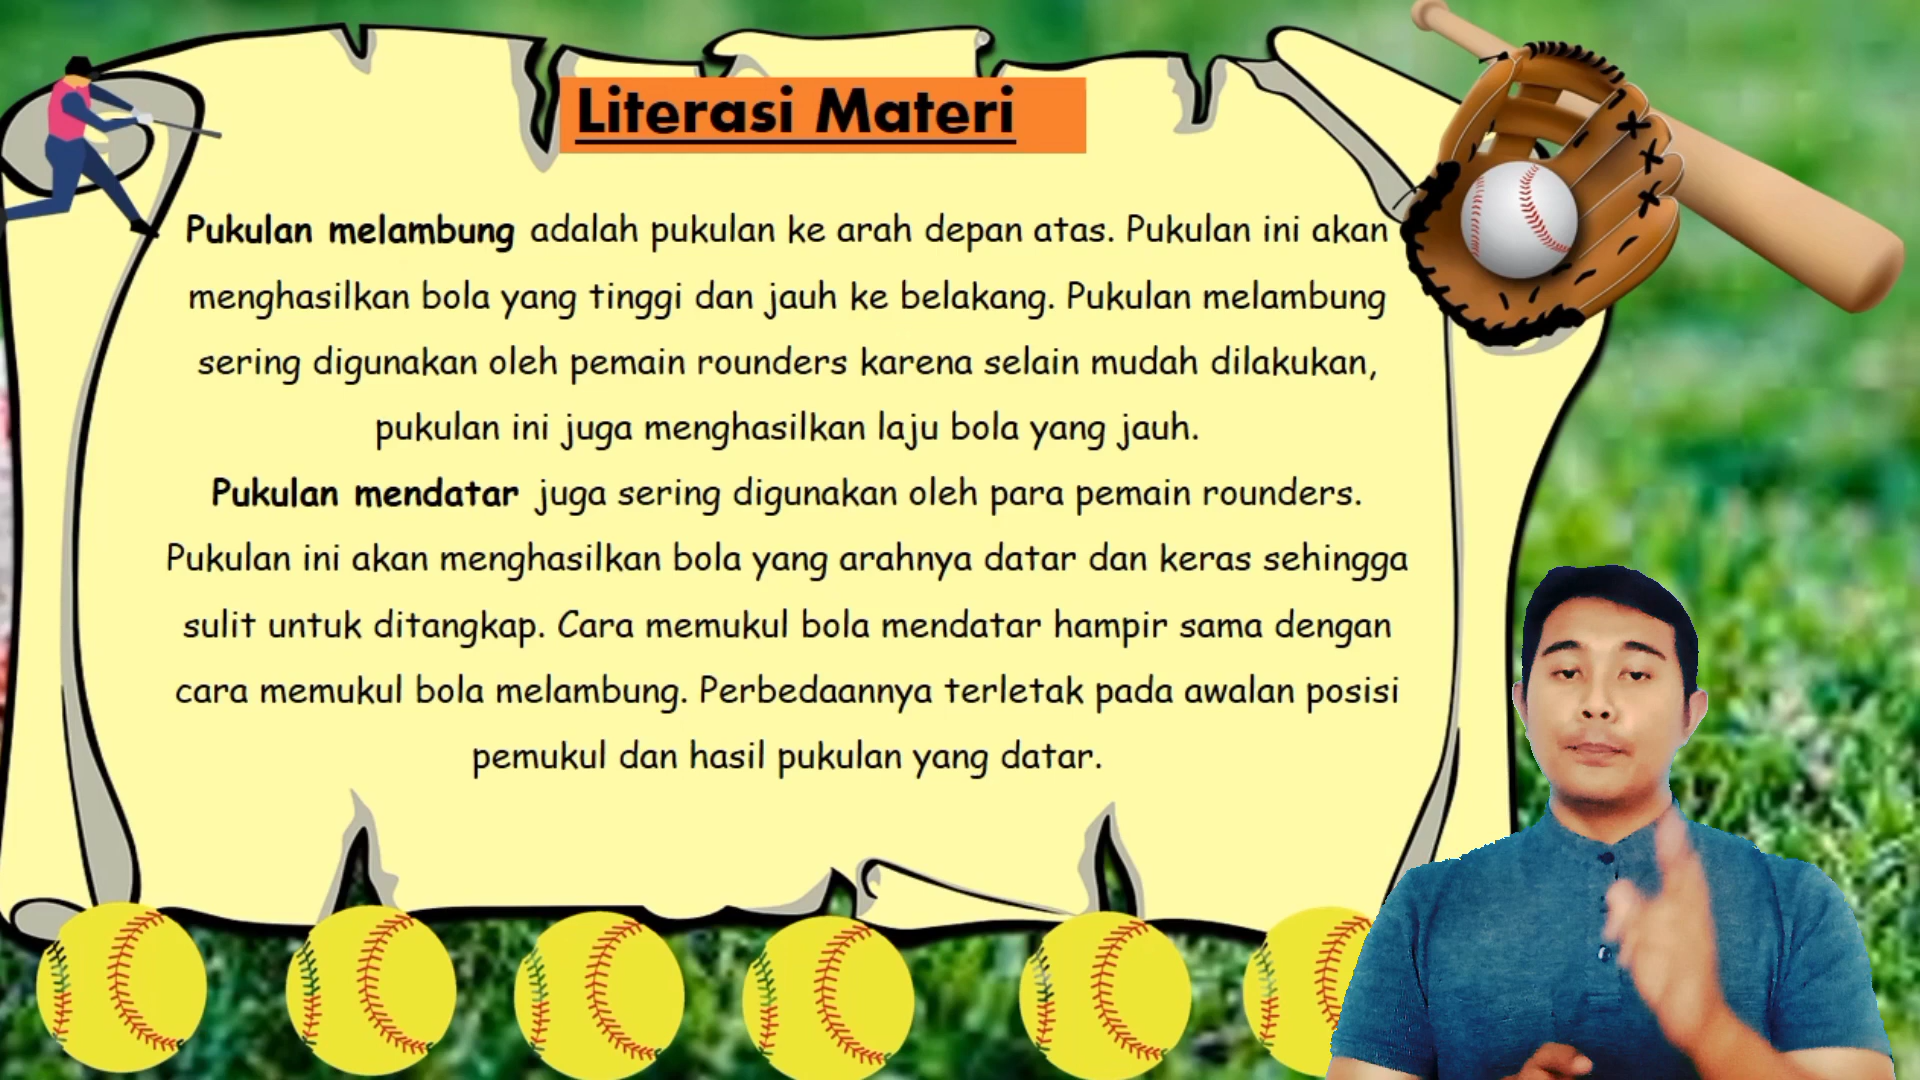 Literasi Materi
Pukulan melambung adalah pukulan ke arah depan atas. Pukulan ini akan
menghasilkan bola yang tinggi dan jauh ke belakang. Pukulan melambung
sering digunakan oleh pemain rounders karena selain mudah dilakukan,
pukulan ini juga menghasilkan laju bola yang jauh.
Pukulan mendatar juga sering digunakan oleh para pemain rounders.
Pukulan ini akan menghasilkan bola yang arahnya datar dan keras sehingga
sulit untuk ditangkap. Cara memukul bola mendatar hampir sama dengan
cara memukul bola melambung. Perbedaannya terletak pada awalan posisi
pemukul dan hasil pukulan yang datar.